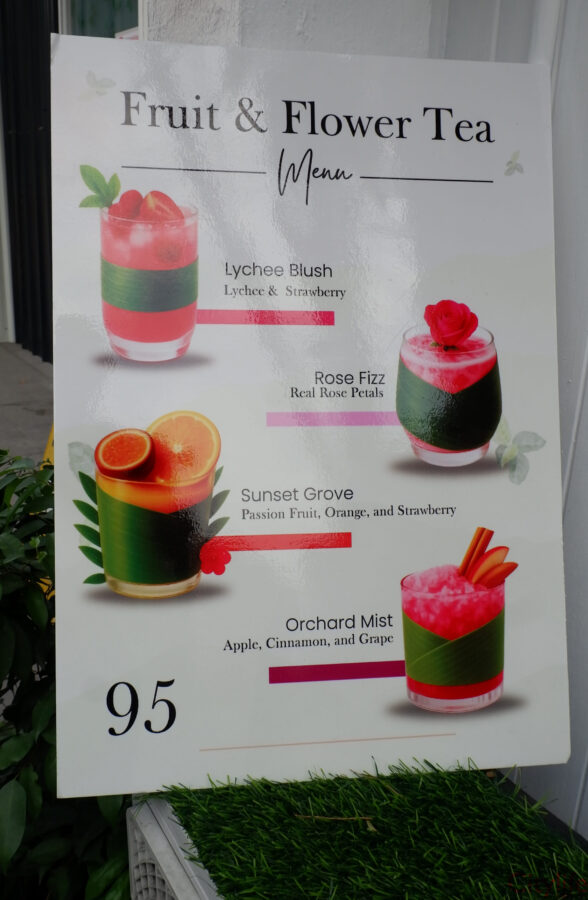 Fruit & Flower Tea
Menu
Lychee Blush
Lychee & Strawberry
Rose Fizz
Real Rose Petals
Sunset Grove
Passion Fruit, Orange, and Strawberry
Orchard Mist
Apple, Cinnamon, and Grape
95